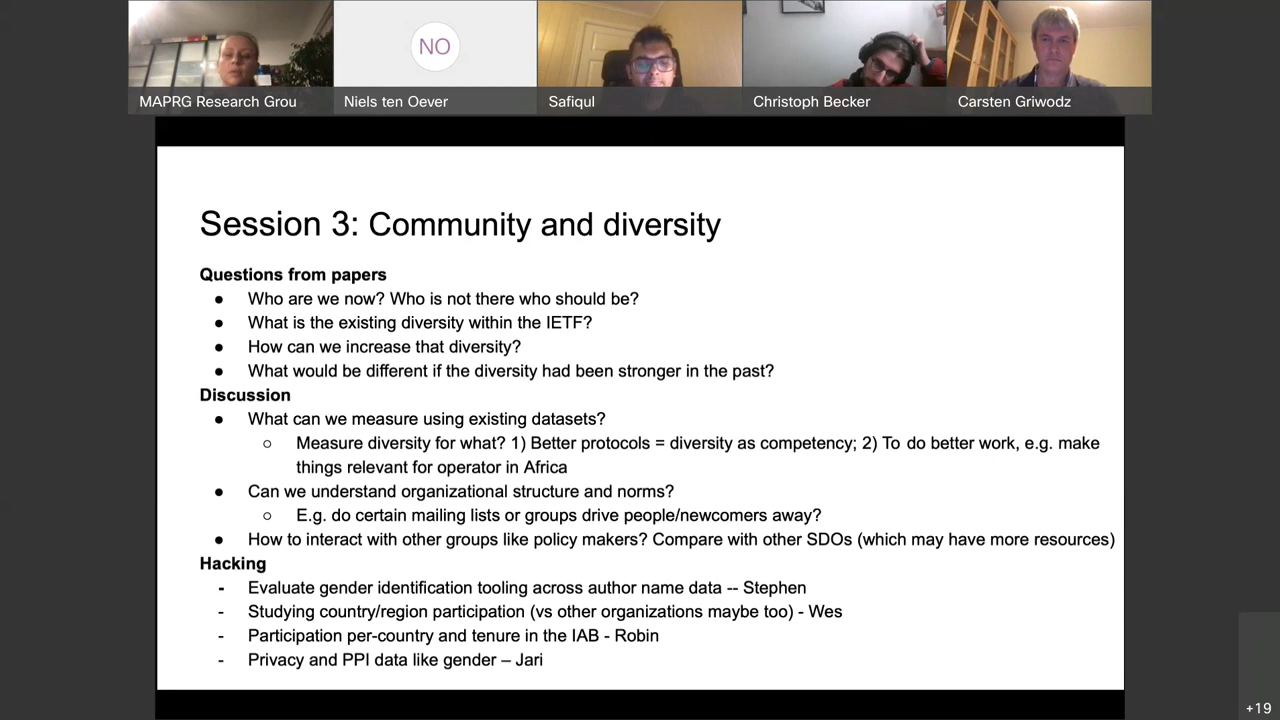 NO
MAPRG Research Grou
Niels ten Oever
Safiqul
Christoph Becker
Carsten Griwodz
Session 3: Community and diversity
Questions from papers
● Who are we now? Who is not there who should be?
● What is the existing diversity within the IETF?
● How can we increase that diversity?
● What would be different if the diversity had been stronger in the past?
Discussion
● What can we measure using existing datasets?
○ Measure diversity for what? 1) Better protocols = diversity as competency; 2) To do better work, e.g. make
things relevant for operator in Africa
● Can we understand organizational structure and norms?
○ E.g. do certain mailing lists or groups drive people/newcomers away?
● How to interact with other groups like policy makers? Compare with other SDOs (which may have more resources)
Hacking
- Evaluate gender identification tooling across author name data -- Stephen
- Studying country/region participation (vs other organizations maybe too) - Wes
- Participation per-country and tenure in the IAB - Robin
- Privacy and PPI data like gender – Jari
+19